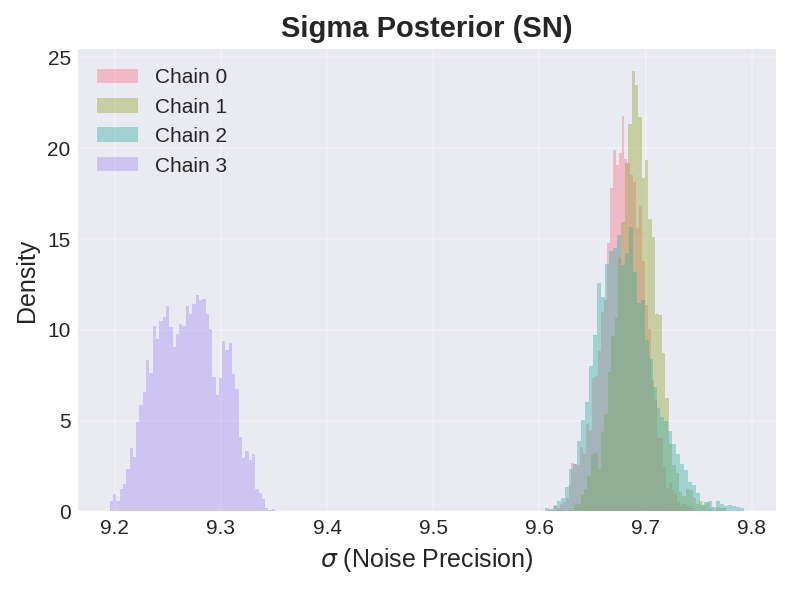 Sigma Posterior (SN)
Chain 0
Chain 1
Chain 2
Chain 3
Density
25
20
15
10
5
0
9.2 9.3 9.4 9.5 9.6 9.7 9.8
σ (Noise Precision)